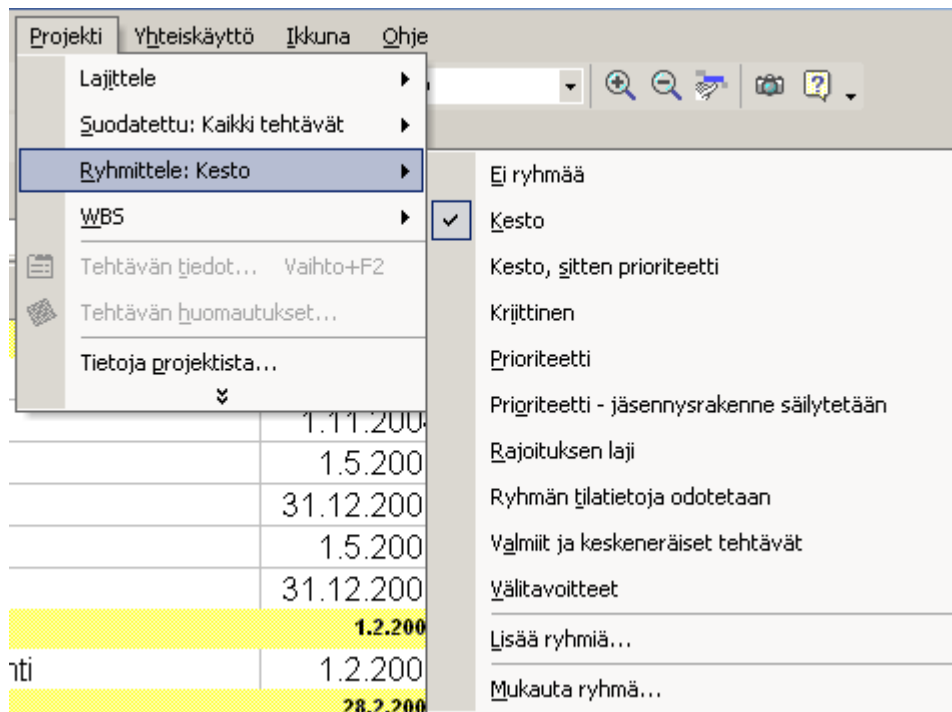 Projekti Yhteiskäyttö Ikkuna Ohje
Lajittele
Suodatettu: Kaikki tehtävät
Ryhmittele: Kesto
WBS
Tehtävän tiedot... Vaihto+F2
Tehtävän huomautukset...
Tietoja projektista...
Ei ryhmää
Kesto
Kesto, sitten prioriteetti
Kriittinen
Prioriteetti
Prioriteetti - jäsennysrakenne säilytetään
Rajoituksen laji
Ryhmän tilatietoja odotetaan
Valmiit ja keskeneräiset tehtävät
Välitavoitteet
Lisää ryhmiä...
Mukauta ryhmä...
1.11.200
1.5.200
31.12.200
1.5.200
31.12.200
1.2.200
nti 1.2.200
28.2.200